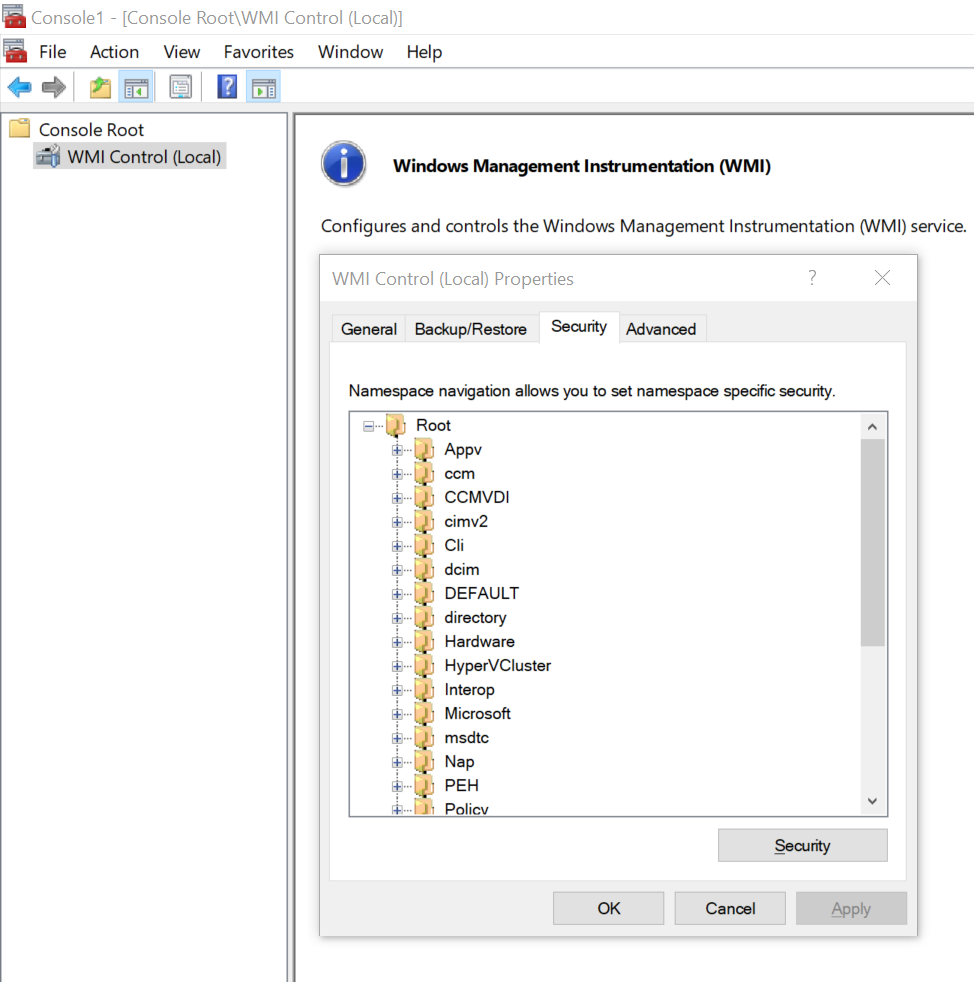 Console1 - [Console Root\WMI Control (Local)]
File Action View Favorites Window Help
Console Root
WMI Control (Local)
Windows Management Instrumentation (WMI)
Configures and controls the Windows Management Instrumentation (WMI) service.
WMI Control (Local) Properties
General Backup/Restore Security Advanced
Namespace navigation allows you to set namespace specific security.
Root
Appv
ccm
CCMVDI
cimv2
Cli
dcim
DEFAULT
directory
Hardware
HyperVCluster
Interop
Microsoft
msdtc
Nap
PEH
Policy
Security
OK Cancel Apply